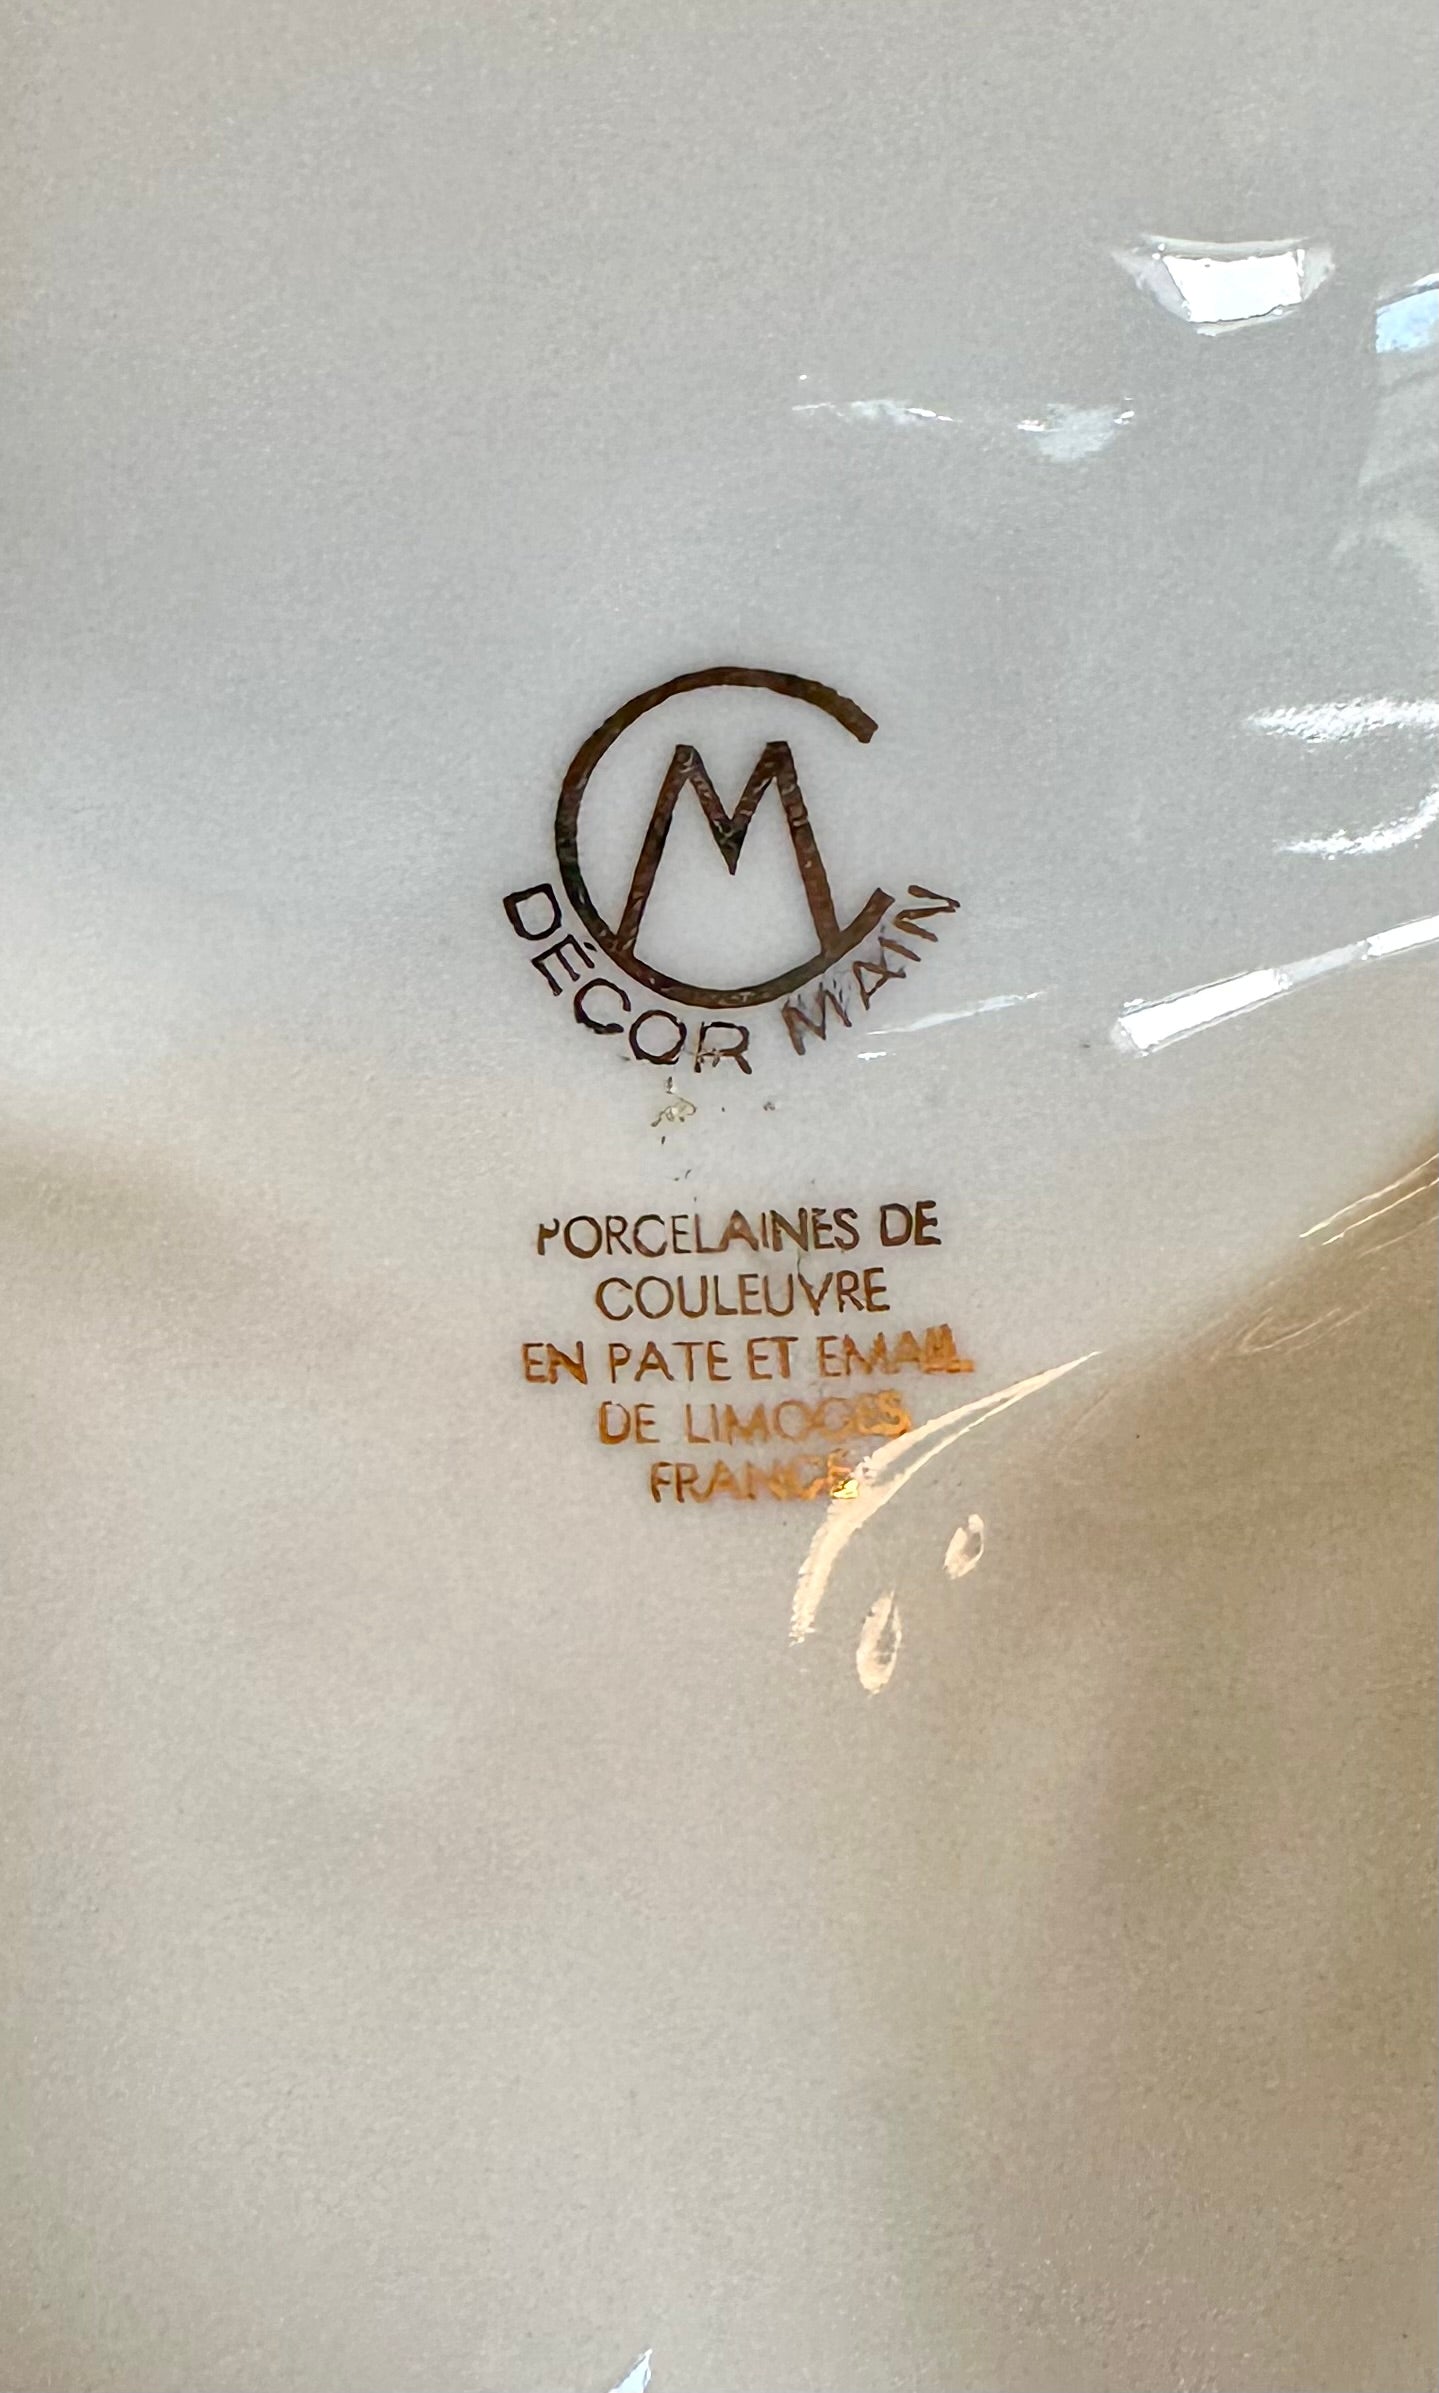 CM
DÉCOR MAIN
PORCELAINES DE
COULEUVRE
EN PATE ET EMAIL
DE LIMOGES
FRANCE